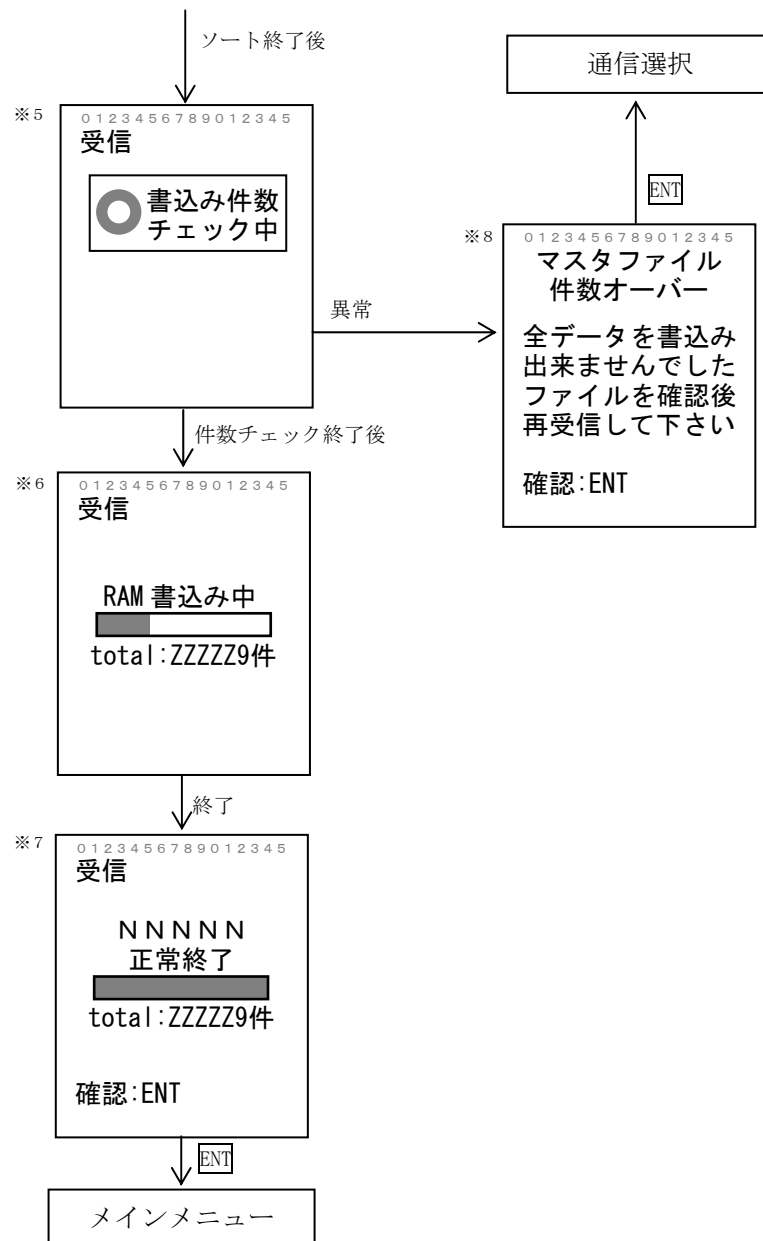 ソート終了後
通信選択
※5
0123456789012345
受信
書込み件数
チェック中
ENT
※8
0123456789012345
マスタファイル
件数オーバー
異常
全データを書込み
出来ませんでした
ファイルを確認後
再受信して下さい
確認:ENT
件数チェック終了後
※6
0123456789012345
受信
RAM書込み中
total:ZZZZZ9件
終了
※7
0123456789012345
受信
NNNNN
正常終了
total:ZZZZZ9件
確認:ENT
ENT
メインメニュー